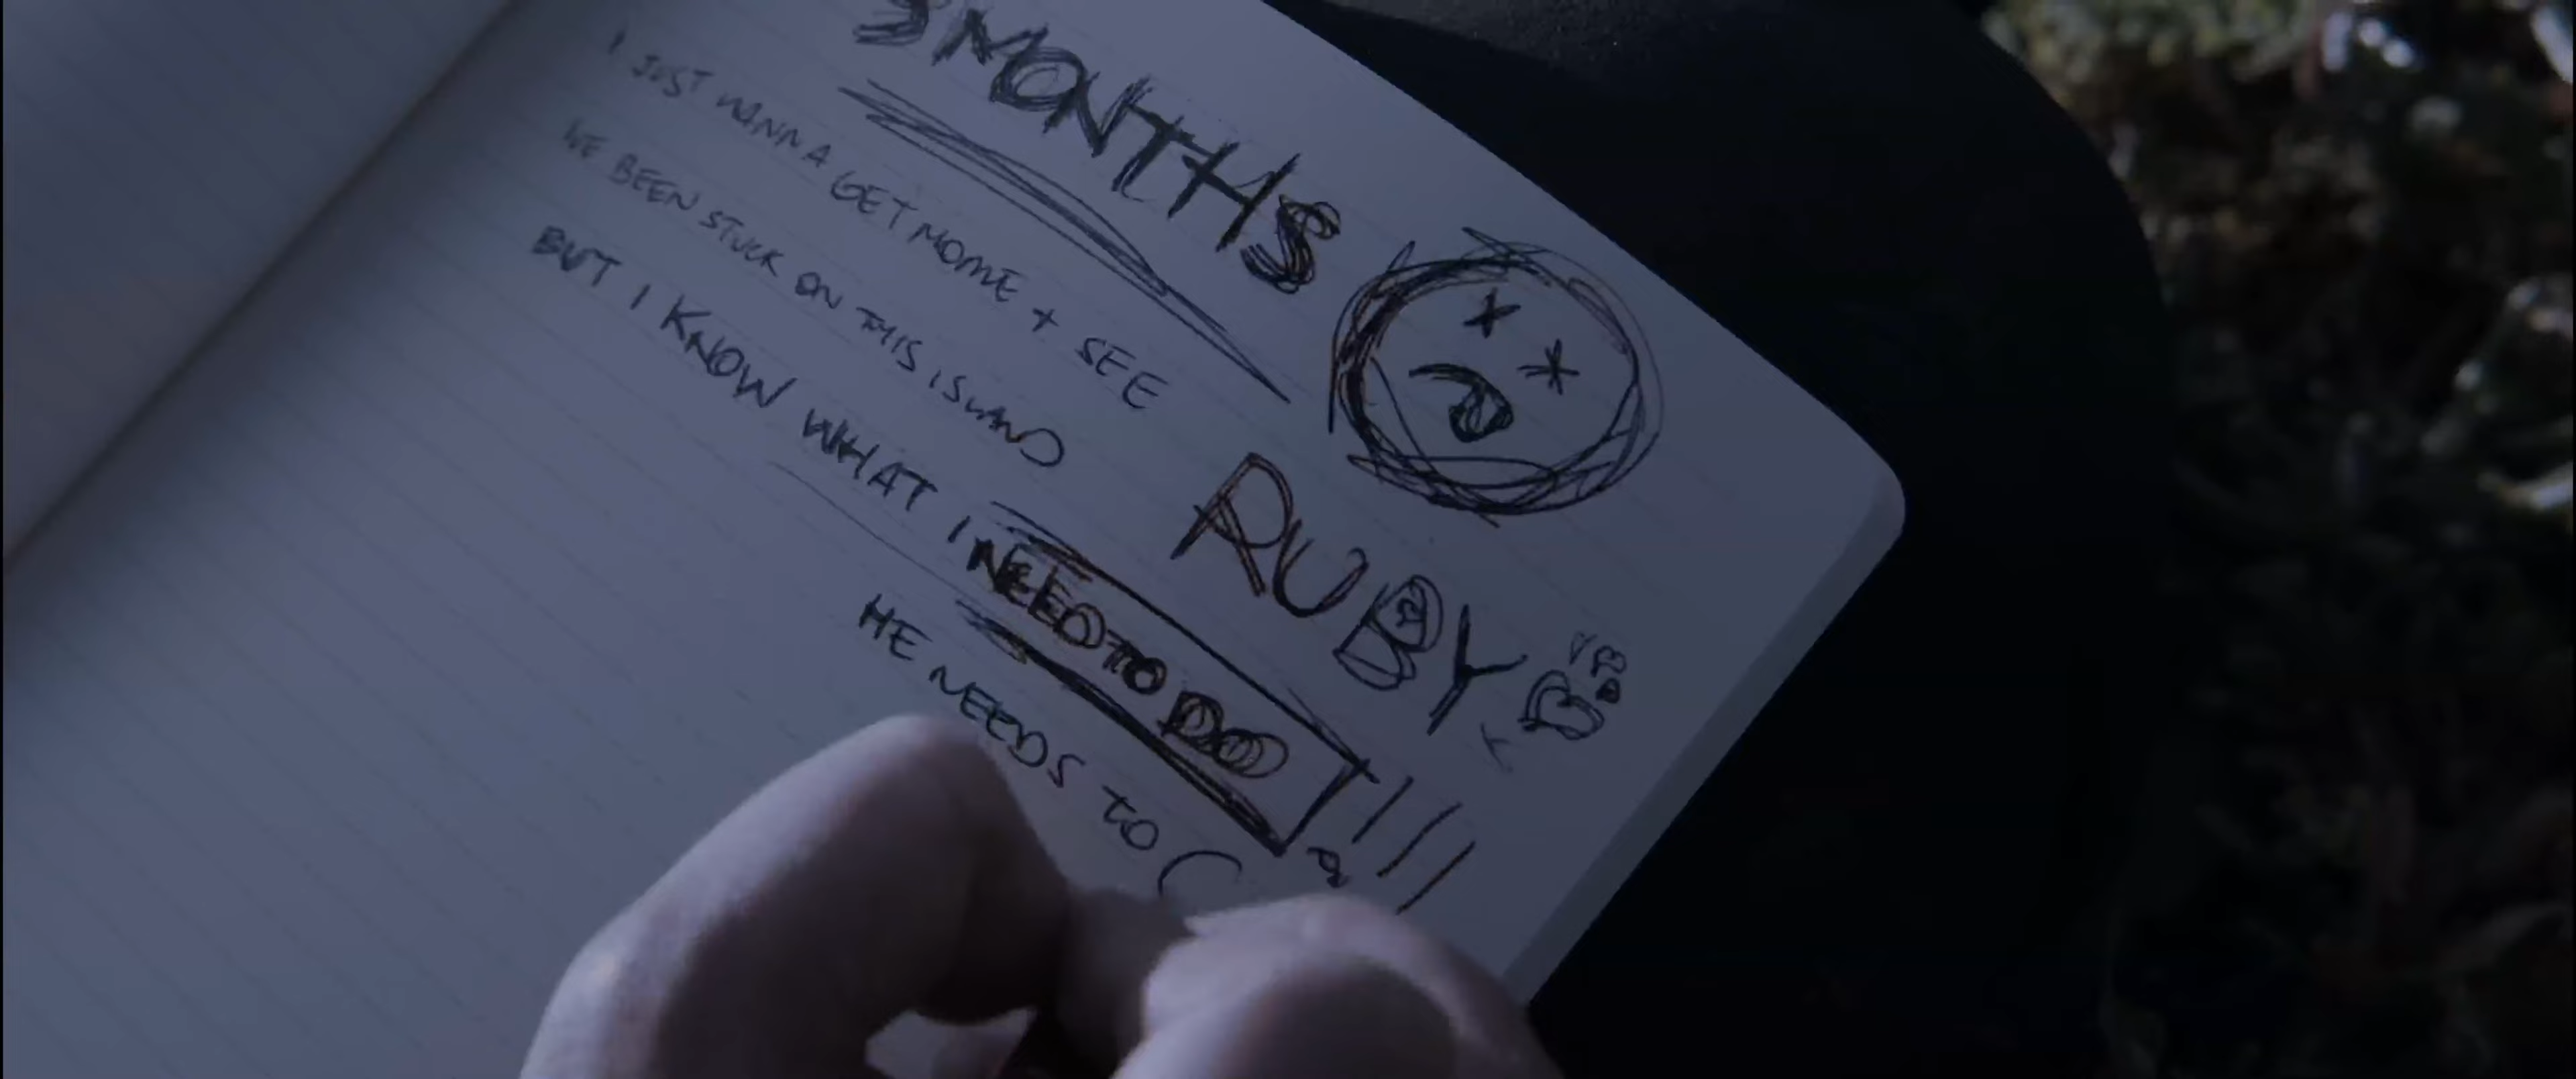 MONTHS
I JUST WANNA GET HOME + SEE
RUBY
WE BEEN STUCK ON THIS ISLAND
BUT I KNOW WHAT I NEED TO DO
HE NEEDS TO